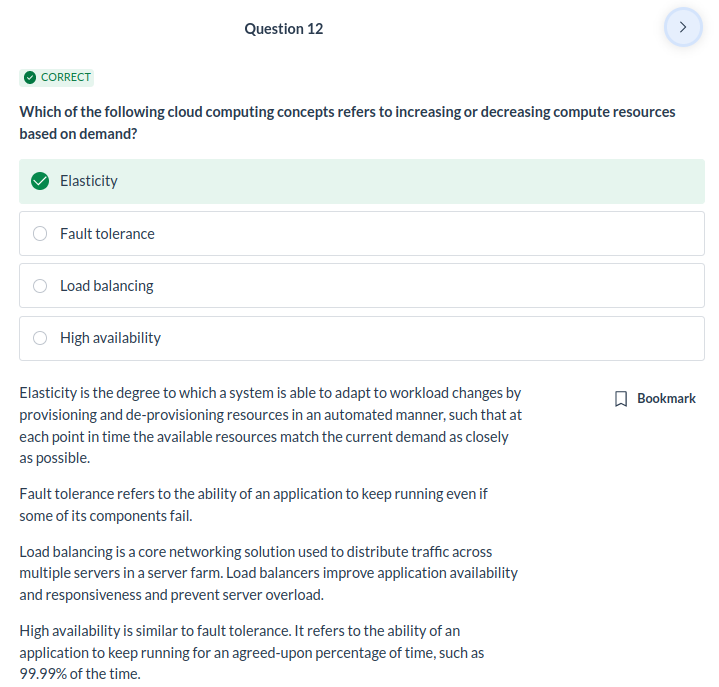 Question 12
CORRECT
Which of the following cloud computing concepts refers to increasing or decreasing compute resources
based on demand?
Elasticity
Fault tolerance
Load balancing
High availability
Elasticity is the degree to which a system is able to adapt to workload changes by
provisioning and de-provisioning resources in an automated manner, such that at
each point in time the available resources match the current demand as closely
as possible.
Bookmark
Fault tolerance refers to the ability of an application to keep running even if
some of its components fail.
Load balancing is a core networking solution used to distribute traffic across
multiple servers in a server farm. Load balancers improve application availability
and responsiveness and prevent server overload.
High availability is similar to fault tolerance. It refers to the ability of an
application to keep running for an agreed-upon percentage of time, such as
99.99% of the time.